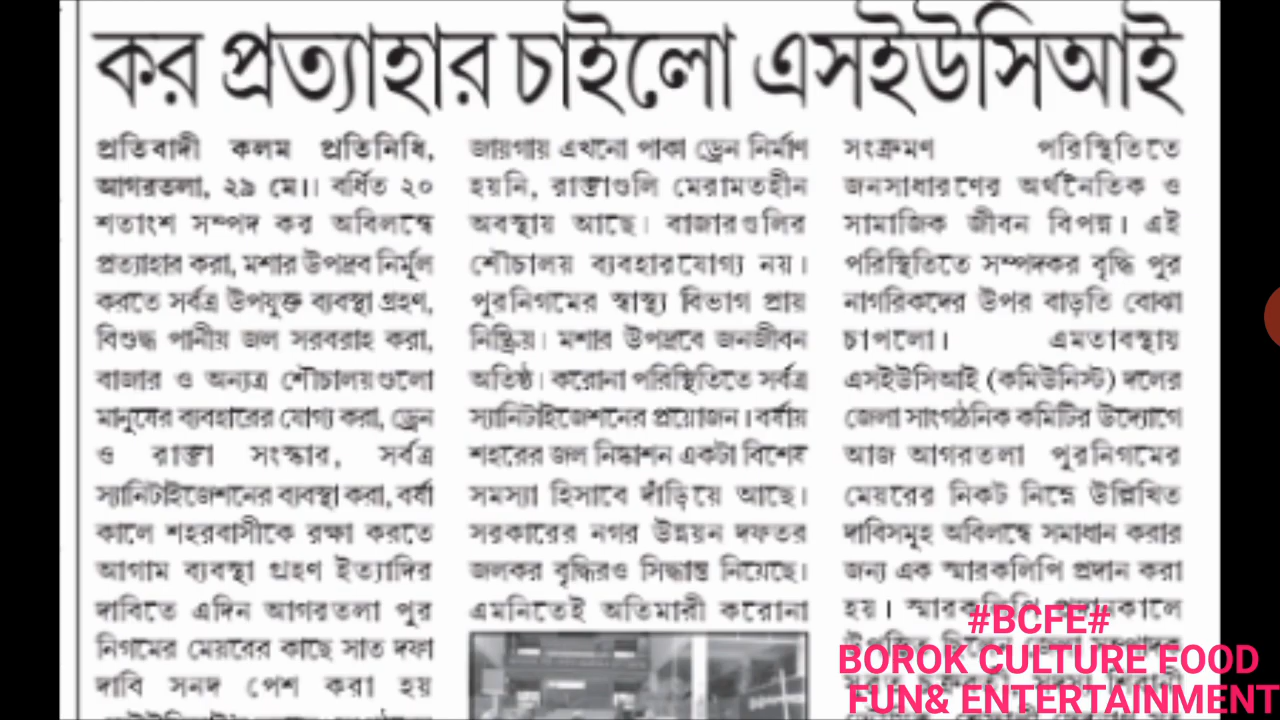 কর প্রত্যাহার চাইলো এসইউসিআই
প্রতিবাদী কলম প্রতিনিধি,
আগরতলা, ২৯ মে।। বর্ধিত ২০
শতাংশ সম্পদ কর অবিলম্বে
প্রত্যাহার করা, মশার উপদ্রব নির্মূল
করতে সর্বত্র উপযুক্ত ব্যবস্থা গ্রহণ,
বিশুদ্ধ পানীয় জল সরবরাহ করা,
বাজার ও অন্যত্র শৌচালয়গুলো
মানুষের ব্যবহারের যোগ্য করা, ড্রেন
ও রাস্তা সংস্কার, সর্বত্র
স্যানিটাইজেশনের ব্যবস্থা করা, বর্ষা
কালে শহরবাসীকে রক্ষা করতে
আগাম ব্যবস্থা গ্রহণ ইত্যাদির
দাবিতে এদিন আগরতলা পুর
নিগমের মেয়রের কাছে সাত দফা
দাবি সনদ পেশ করা হয়
জায়গায় এখনো পাকা ড্রেন নির্মাণ
হয়নি, রাস্তাগুলি মেরামতহীন
অবস্থায় আছে। বাজারগুলির
শৌচালয় ব্যবহারযোগ্য নয়।
পুরনিগমের স্বাস্থ্য বিভাগ প্রায়
নিষ্ক্রিয়। মশার উপদ্রবে জনজীবন
অতিষ্ঠ। করোনা পরিস্থিতিতে সর্বত্র
স্যানিটাইজেশনের প্রয়োজন। বর্ষায়
শহরের জল নিষ্কাশন একটা বিশেষ
সমস্যা হিসাবে দাঁড়িয়ে আছে।
সরকারের নগর উন্নয়ন দফতর
জলকর বৃদ্ধিরও সিদ্ধান্ত নিয়েছে।
এমনিতেই অতিমারী করোনা
সংক্রমণ পরিস্থিতিতে
জনসাধারণের অর্থনৈতিক ও
সামাজিক জীবন বিপন্ন। এই
পরিস্থিতিতে সম্পদকর বৃদ্ধি পুর
নাগরিকদের উপর বাড়তি বোঝা
চাপলো। এমতাবস্থায়
এসইউসিআই (কমিউনিস্ট) দলের
জেলা সাংগঠনিক কমিটির উদ্যোগে
আজ আগরতলা পুরনিগমের
মেয়রের নিকট নিম্নে উল্লিখিত
দাবিসমূহ অবিলম্বে সমাধান করার
জন্য এক স্মারকলিপি প্রদান করা
হয়। স্মারকলিপি প্রদানকালে
#BCFE#
BOROK CULTURE FOOD
FUN& ENTERTAINMENT